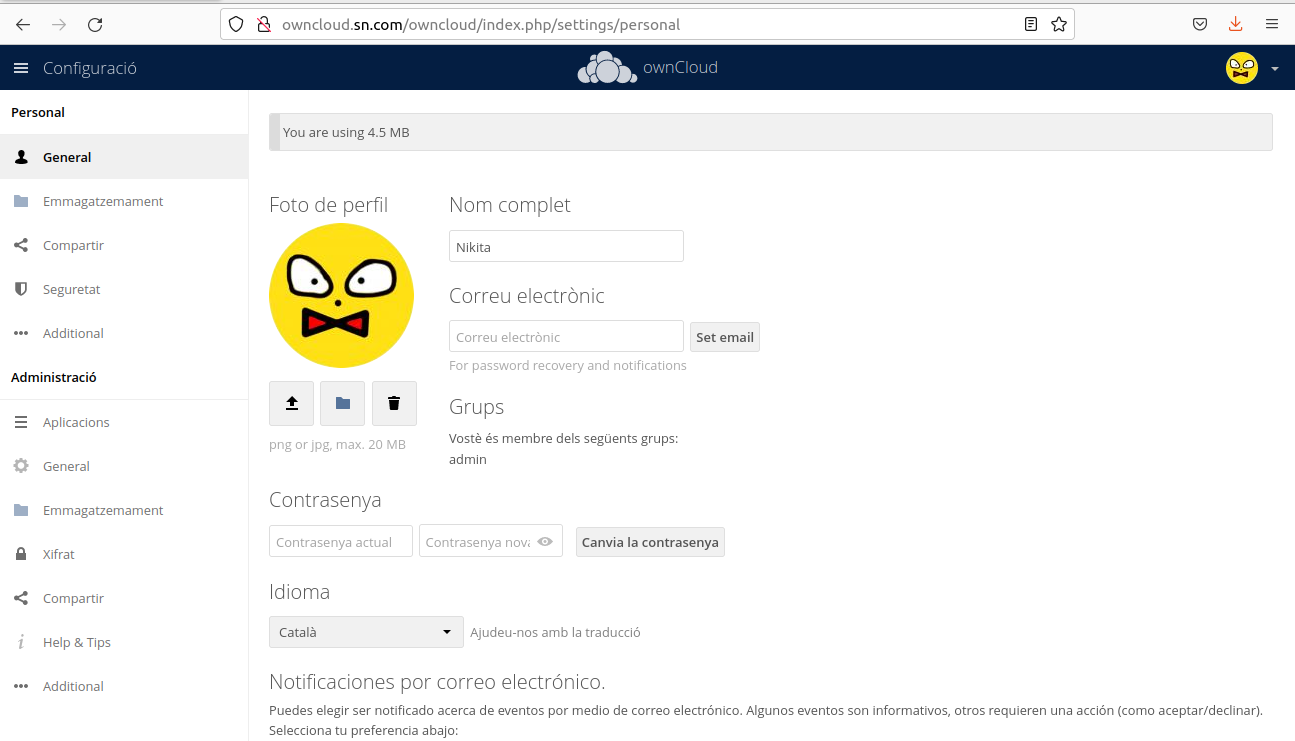 owncloud.sn.com/owncloud/index.php/settings/personal
Configuració
ownCloud
Personal
General
Emmagatzemament
Compartir
Seguretat
Additional
Administració
Aplicacions
General
Emmagatzemament
Xifrat
Compartir
Help & Tips
Additional
You are using 4.5 MB
Foto de perfil
png or jpg, max. 20 MB
Nom complet
Nikita
Correu electrònic
Correu electrònic
Set email
For password recovery and notifications
Grups
Vostè és membre dels següents grups:
admin
Contrasenya
Contrasenya actual
Contrasenya nova
Canvia la contrasenya
Idioma
Català
Ajudeu-nos amb la traducció
Notificaciones por correo electrónico.
Puedes elegir ser notificado acerca de eventos por medio de correo electrónico. Algunos eventos son informativos, otros requieren una acción (como aceptar/declinar).
Selecciona tu preferencia abajo: